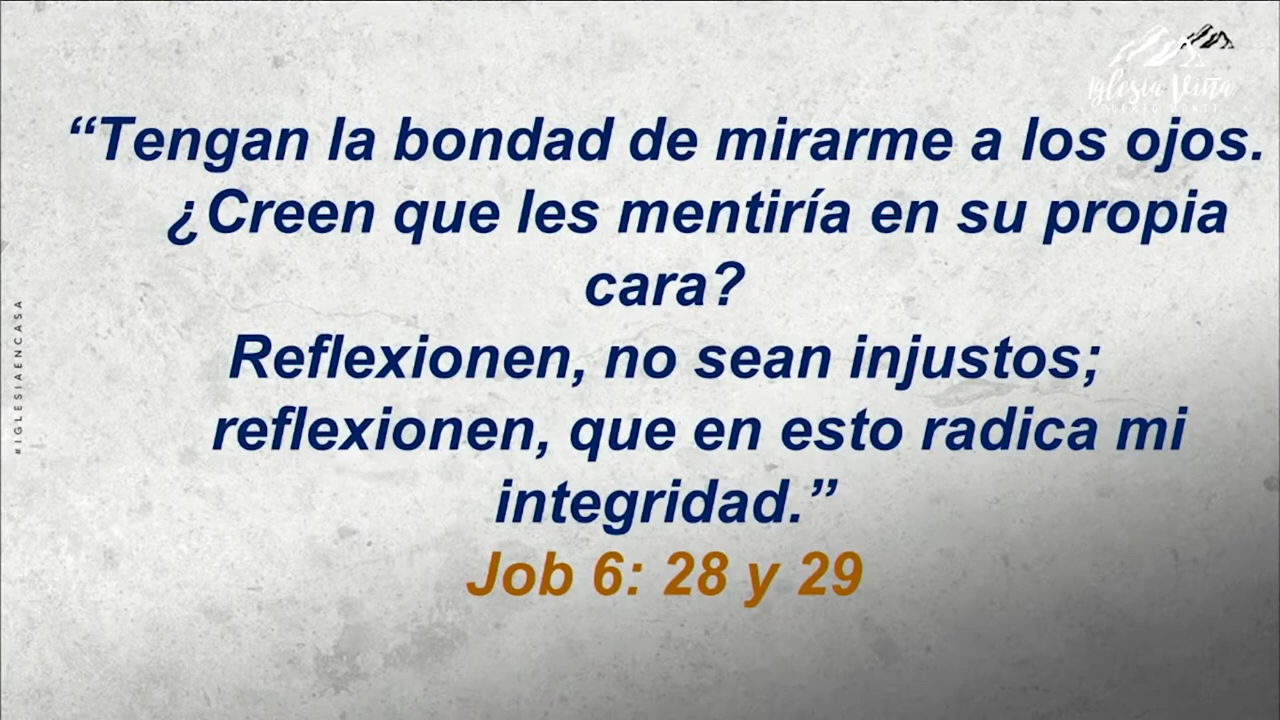 Iglesia Viña
“Tengan la bondad de mirarme a los ojos.
¿Creen que les mentiría en su propia
cara?
Reflexionen, no sean injustos;
reflexionen, que en esto radica mi
integridad.”
Job 6: 28 y 29
#IGLESIAENCASA